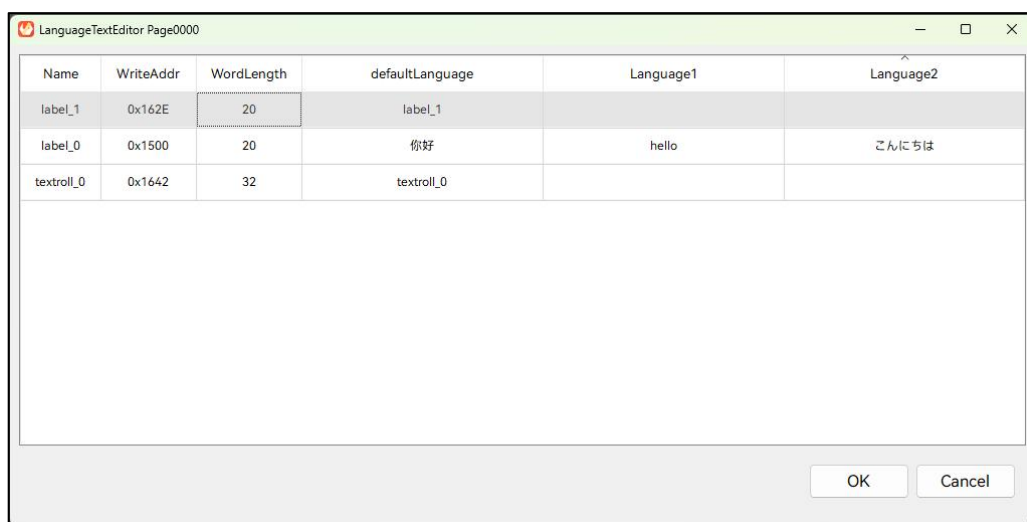 LanguageTextEditor Page0000
Name WriteAddr WordLength defaultLanguage Language1 Language2
label_1 0x162E 20 label_1
label_0 0x1500 20 你好 hello こんにちは
textroll_0 0x1642 32 textroll_0
OK Cancel